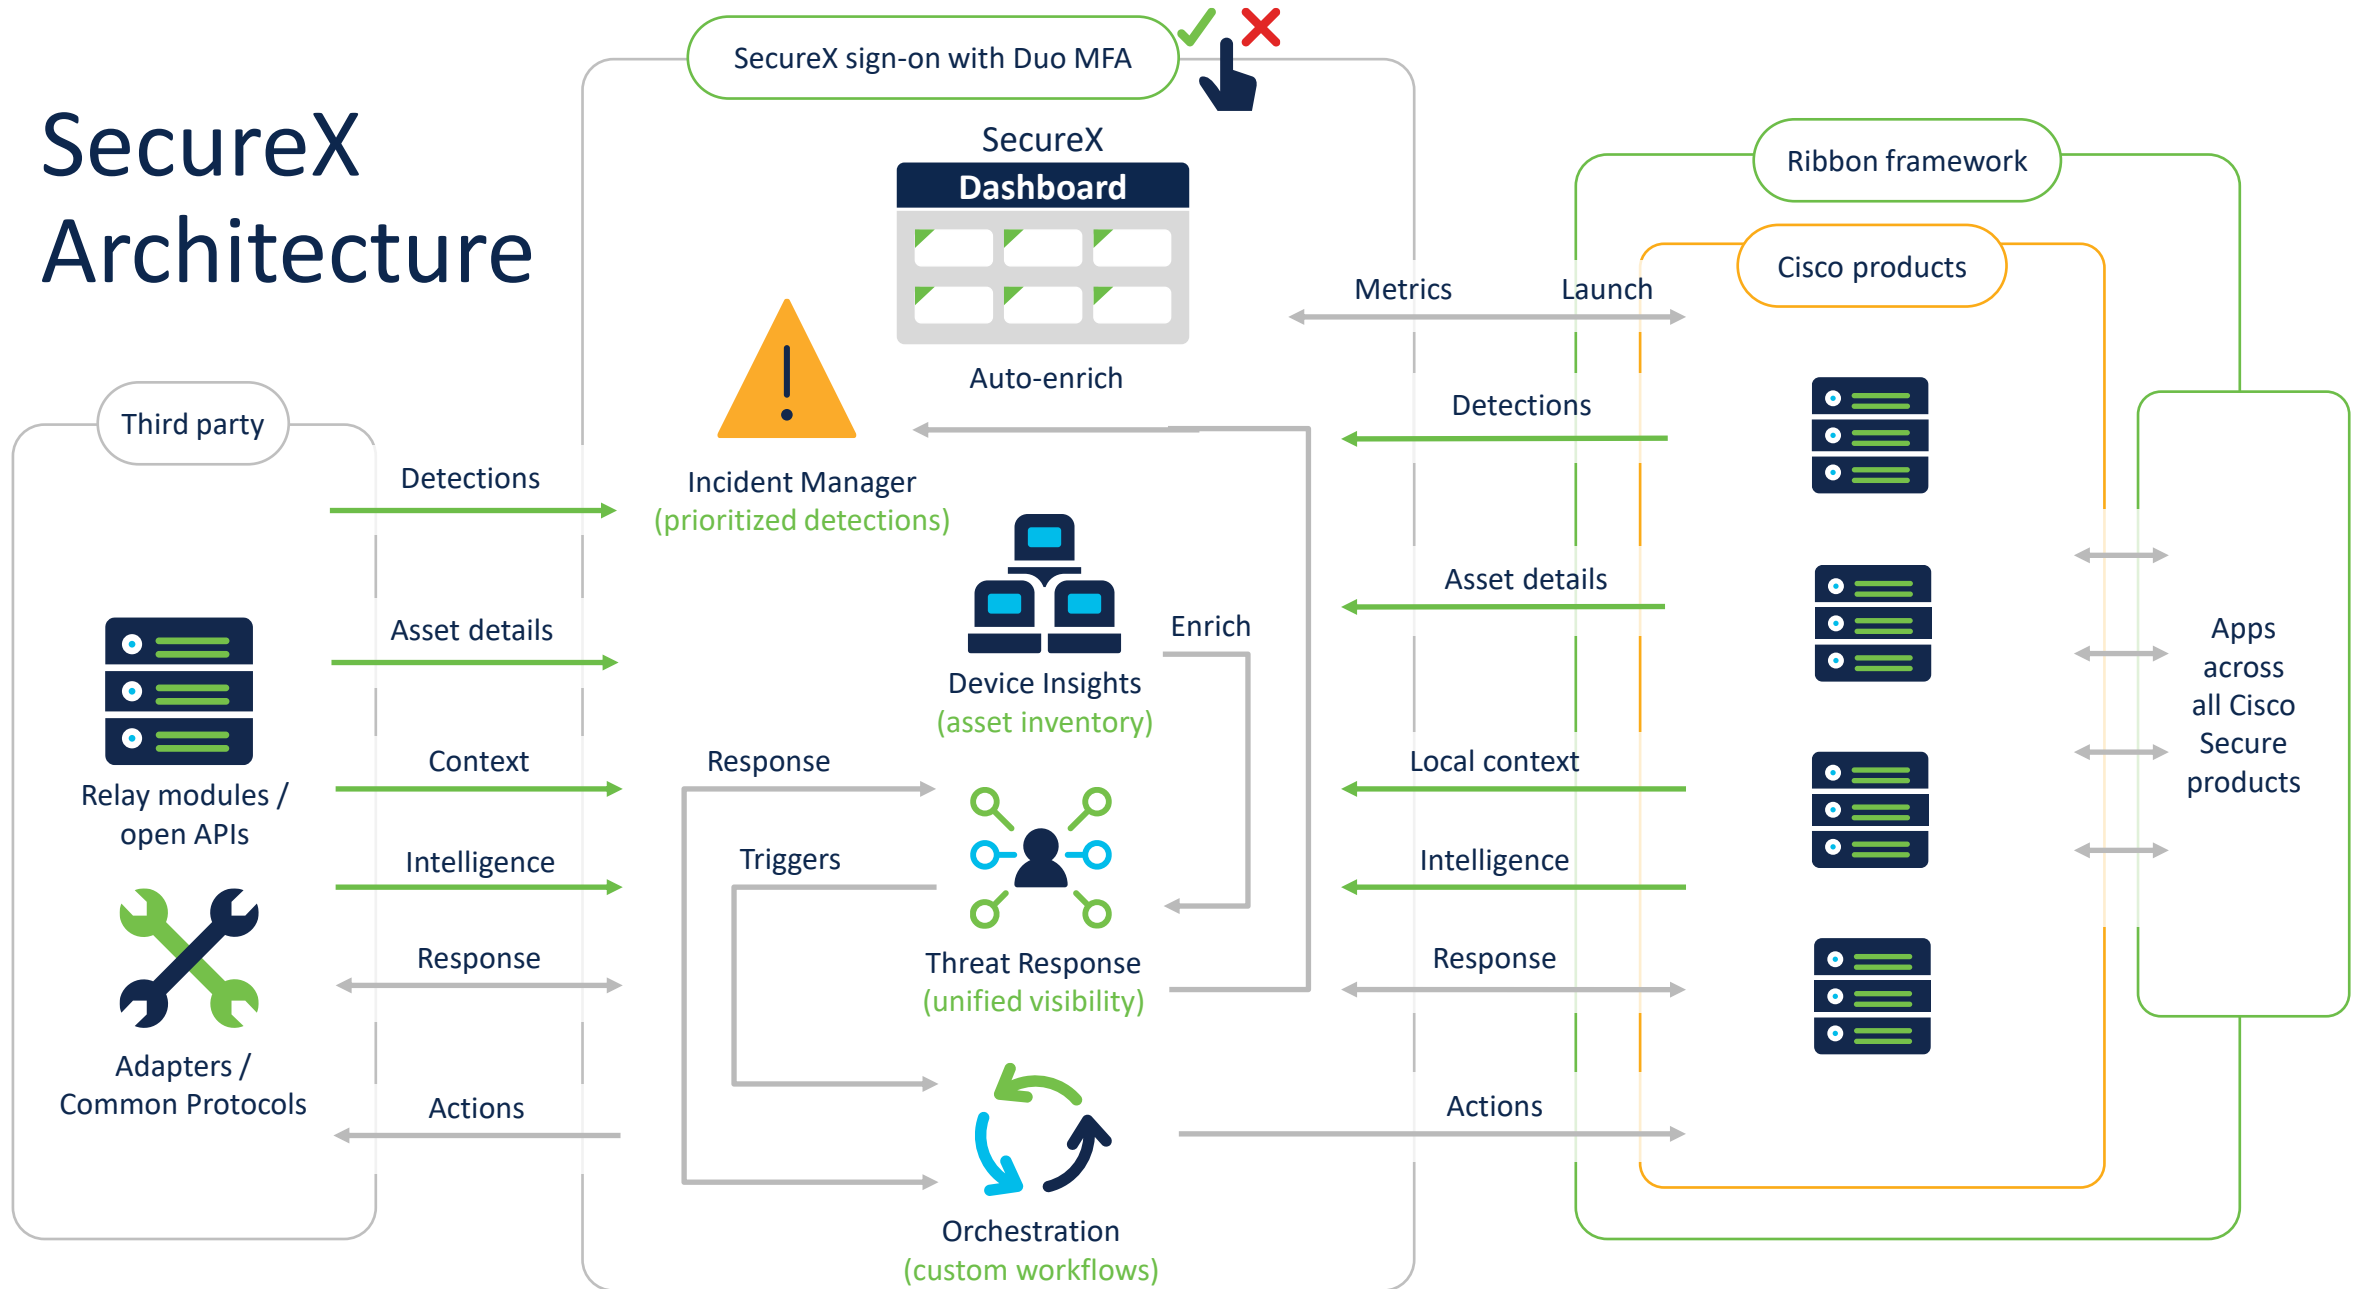 SecureX
Architecture
SecureX sign-on with Duo MFA
SecureX
Dashboard
Auto-enrich
Incident Manager
(prioritized detections)
Device Insights
(asset inventory)
Enrich
Response
Triggers
Threat Response
(unified visibility)
Orchestration
(custom workflows)
Third party
Relay modules /
open APIs
Adapters /
Common Protocols
Detections
Asset details
Context
Intelligence
Response
Actions
Metrics
Launch
Detections
Asset details
Local context
Intelligence
Response
Actions
Ribbon framework
Cisco products
Apps
across
all Cisco
Secure
products